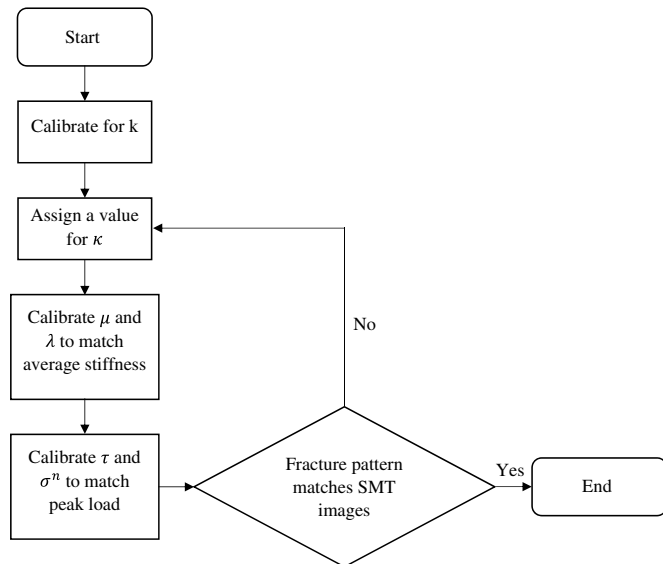 Start
Calibrate for k
Assign a value
for κ
Calibrate μ and
λ to match
average stiffness
Calibrate τ and
σⁿ to match
peak load
Fracture pattern
matches SMT
images
No
Yes
End